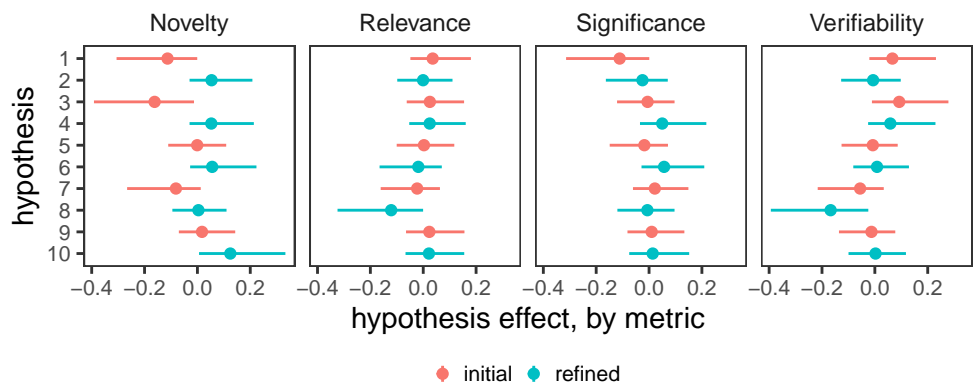 Novelty Relevance Significance Verifiability
hypothesis
1
2
3
4
5
6
7
8
9
10
−0.4 −0.2 0.0 0.2 −0.4 −0.2 0.0 0.2 −0.4 −0.2 0.0 0.2 −0.4 −0.2 0.0 0.2
hypothesis effect, by metric
initial refined